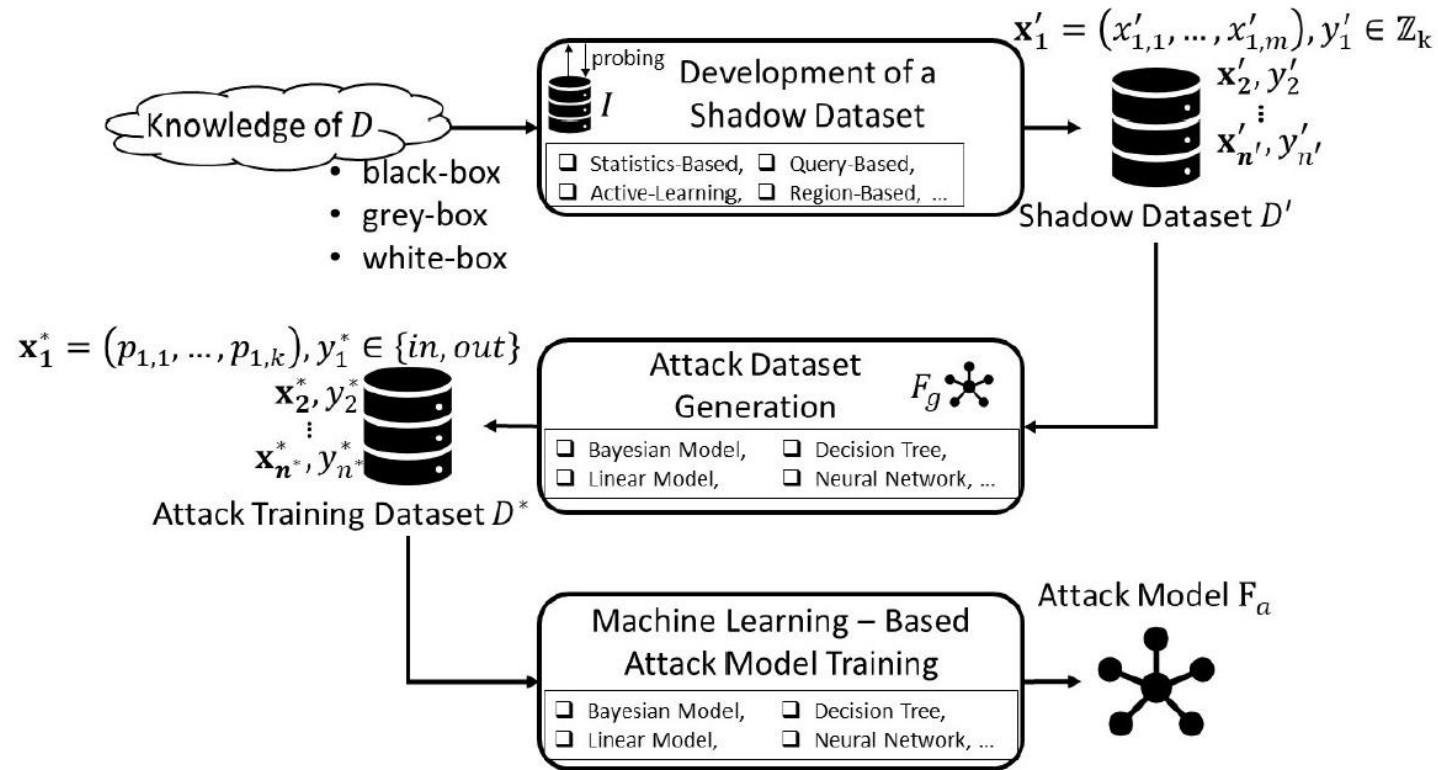 probing
I
Development of a
Shadow Dataset
❑ Statistics-Based, ❑ Query-Based,
❑ Active-Learning, ❑ Region-Based, ...
Knowledge of D
• black-box
• grey-box
• white-box
𝐱′₁ = (x′₁,₁, ... , x′₁,ₘ), y′₁ ∈ ℤₖ
𝐱′₂, y′₂
⋮
𝐱′ₙ′, y′ₙ′
Shadow Dataset D′
Attack Dataset
Generation
F_g
❑ Bayesian Model, ❑ Decision Tree,
❑ Linear Model, ❑ Neural Network, ...
𝐱*₁ = (p₁,₁, ... , p₁,ₖ), y*₁ ∈ {in, out}
𝐱*₂, y*₂
⋮
𝐱*ₙ*, y*ₙ*
Attack Training Dataset D*
Machine Learning – Based
Attack Model Training
❑ Bayesian Model, ❑ Decision Tree,
❑ Linear Model, ❑ Neural Network, ...
Attack Model Fₐ